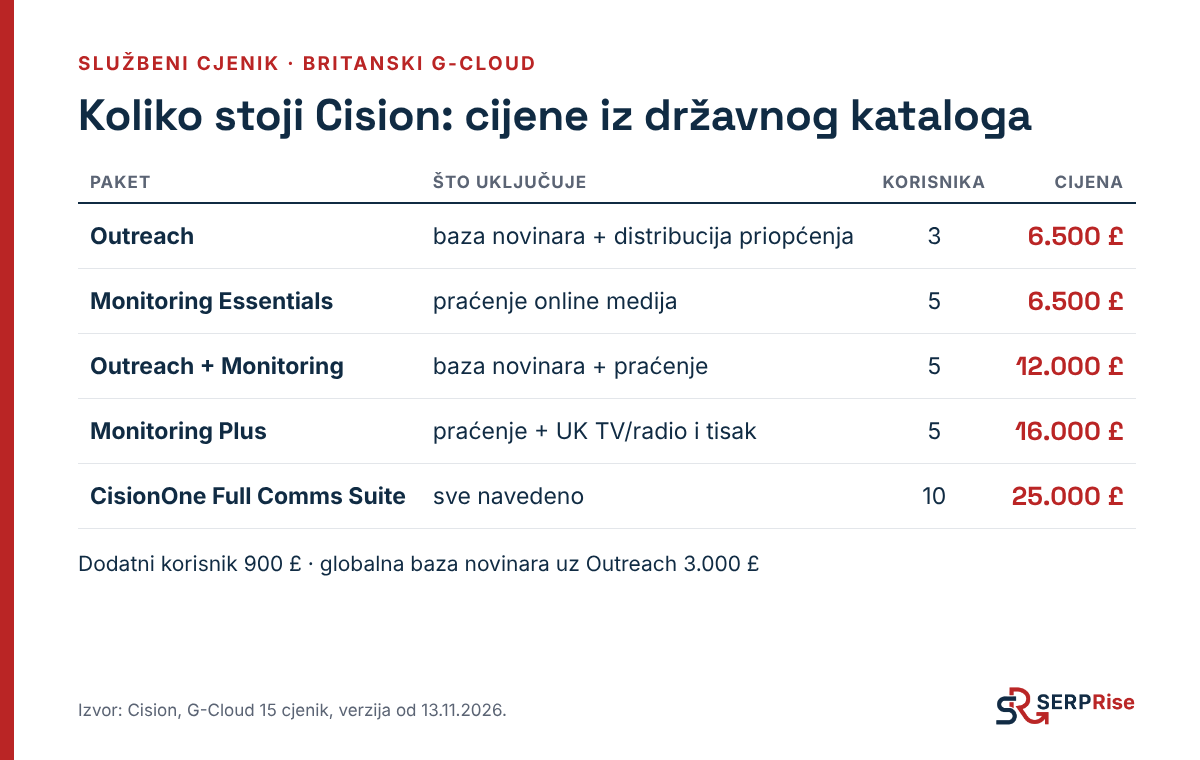 SLUŽBENI CJENIK · BRITANSKI G-CLOUD
Koliko stoji Cision: cijene iz državnog kataloga
PAKET ŠTO UKLJUČUJE KORISNIKA CIJENA
Outreach baza novinara + distribucija priopćenja 3 6.500 £
Monitoring Essentials praćenje online medija 5 6.500 £
Outreach + Monitoring baza novinara + praćenje 5 12.000 £
Monitoring Plus praćenje + UK TV/radio i tisak 5 16.000 £
CisionOne Full Comms Suite sve navedeno 10 25.000 £
Dodatni korisnik 900 £ · globalna baza novinara uz Outreach 3.000 £
Izvor: Cision, G-Cloud 15 cjenik, verzija od 13.11.2026.
SR SERPRise